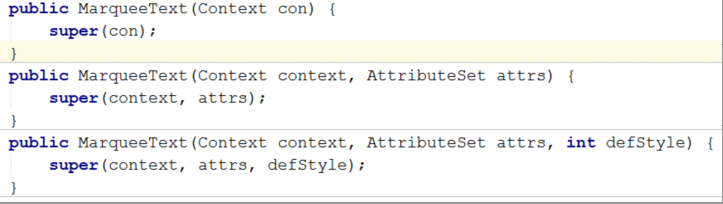 public MarqueeText(Context con) {
    super(con);
}
public MarqueeText(Context context, AttributeSet attrs) {
    super(context, attrs);
}
public MarqueeText(Context context, AttributeSet attrs, int defStyle) {
    super(context, attrs, defStyle);
}